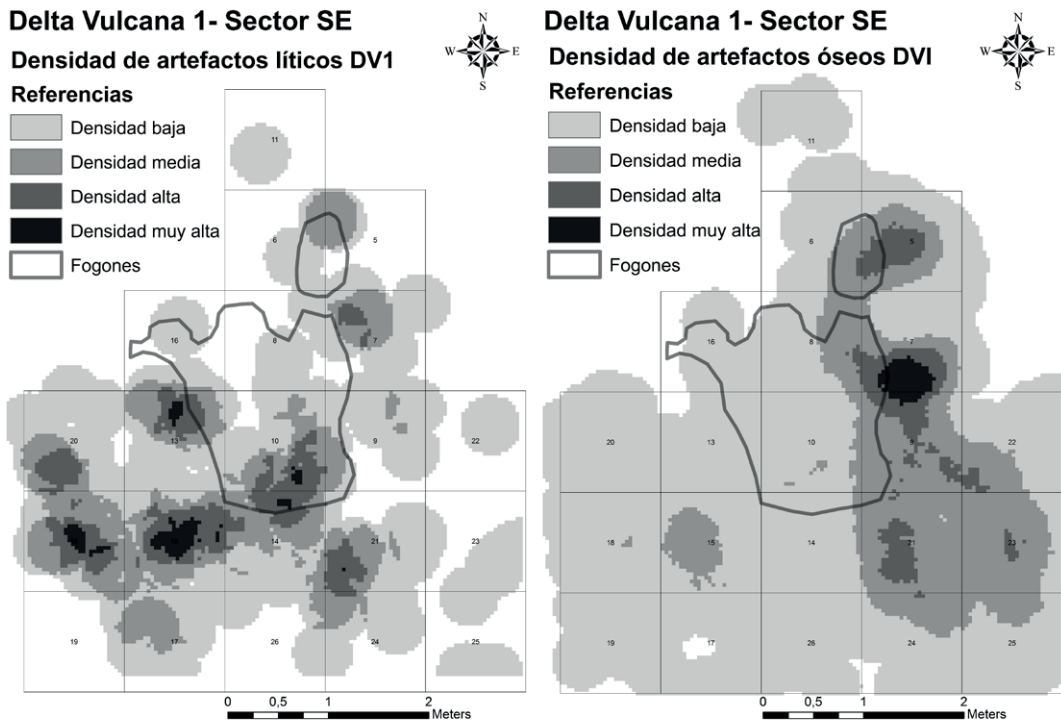 Delta Vulcana 1- Sector SE
Densidad de artefactos líticos DV1
Referencias
Densidad baja
Densidad media
Densidad alta
Densidad muy alta
Fogones
N
W E
S
11
6 5
16 8 7
20 13 10 9 22
14 21 23
19 17 26 24 25
0 0,5 1 2
Meters
Delta Vulcana 1- Sector SE
Densidad de artefactos óseos DVI
Referencias
Densidad baja
Densidad media
Densidad alta
Densidad muy alta
Fogones
N
W E
S
11
6 5
16 8 7
20 13 10 9 22
18 15 14 21 23
19 17 26 24 25
0 0,5 1 2
Meters